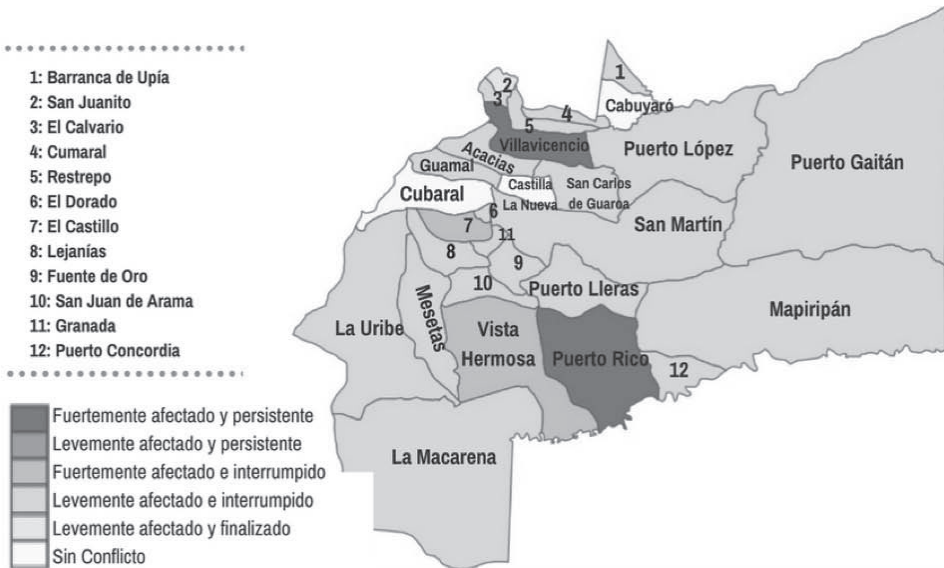 1: Barranca de Upía
2: San Juanito
3: El Calvario
4: Cumaral
5: Restrepo
6: El Dorado
7: El Castillo
8: Lejanías
9: Fuente de Oro
10: San Juan de Arama
11: Granada
12: Puerto Concordia
Fuertemente afectado y persistente
Levemente afectado y persistente
Fuertemente afectado e interrumpido
Levemente afectado e interrumpido
Levemente afectado y finalizado
Sin Conflicto
1
2
3
Cabuyaró
4
5
Villavicencio
Puerto López
Puerto Gaitán
Acacias
Guamal
Castilla
La Nueva
San Carlos
de Guaroa
Cubaral
6
7
San Martín
11
8
9
10
Puerto Lleras
Mapiripán
Mesetas
La Uribe
Vista
Hermosa
Puerto Rico
12
La Macarena